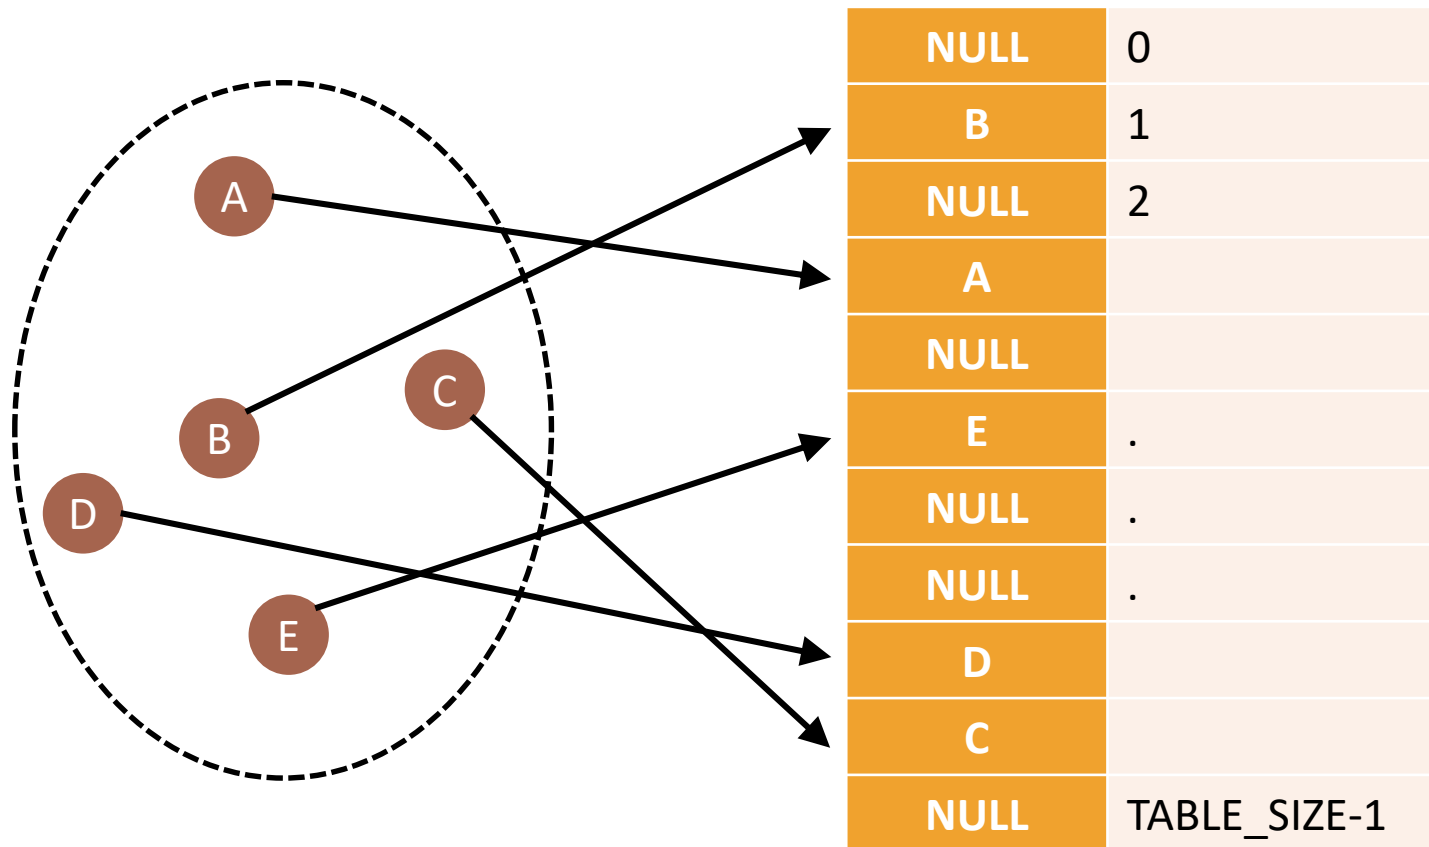 A
B
C
D
E
NULL 0
B 1
NULL 2
A
NULL
E .
NULL .
NULL .
D
C
NULL TABLE_SIZE-1